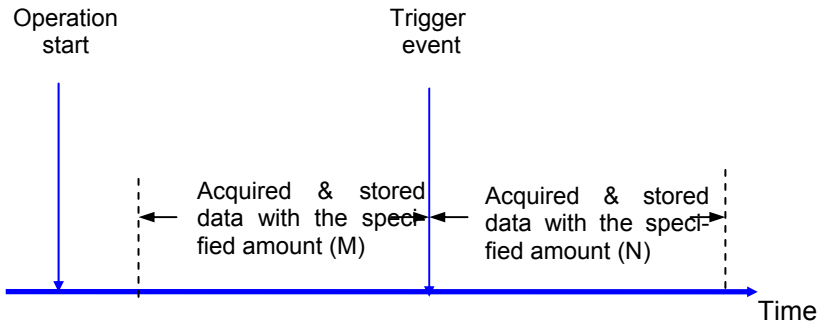 Operation
start
Trigger
event
Acquired & stored
data with the speci-
fied amount (M)
Acquired & stored
data with the speci-
fied amount (N)
Time